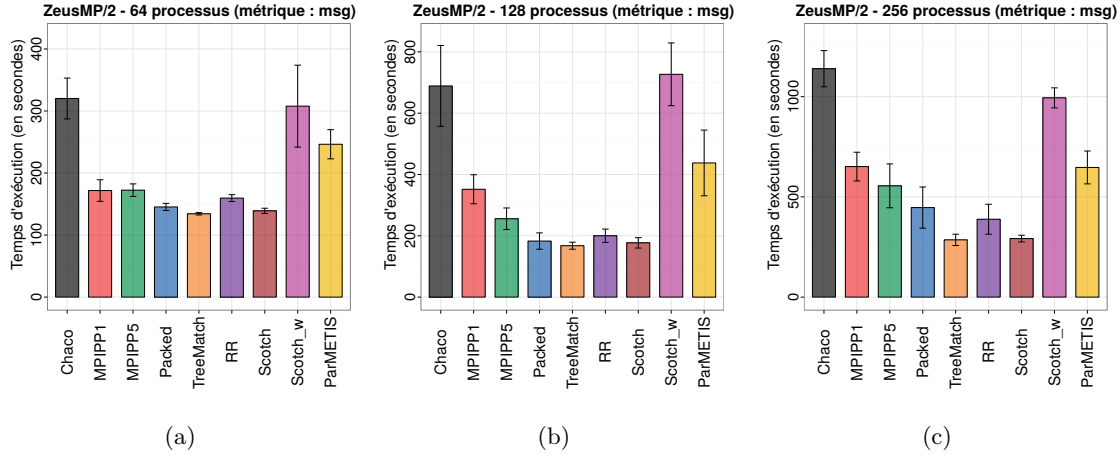 ZeusMP/2 - 64 processus (métrique : msg)
Temps d'exécution (en secondes)
400
300
200
100
0
Chaco
MPIPP1
MPIPP5
Packed
TreeMatch
RR
Scotch
Scotch_w
ParMETIS
(a)
ZeusMP/2 - 128 processus (métrique : msg)
Temps d'exécution (en secondes)
800
600
400
200
0
Chaco
MPIPP1
MPIPP5
Packed
TreeMatch
RR
Scotch
Scotch_w
ParMETIS
(b)
ZeusMP/2 - 256 processus (métrique : msg)
Temps d'exécution (en secondes)
1000
500
0
Chaco
MPIPP1
MPIPP5
Packed
TreeMatch
RR
Scotch
Scotch_w
ParMETIS
(c)